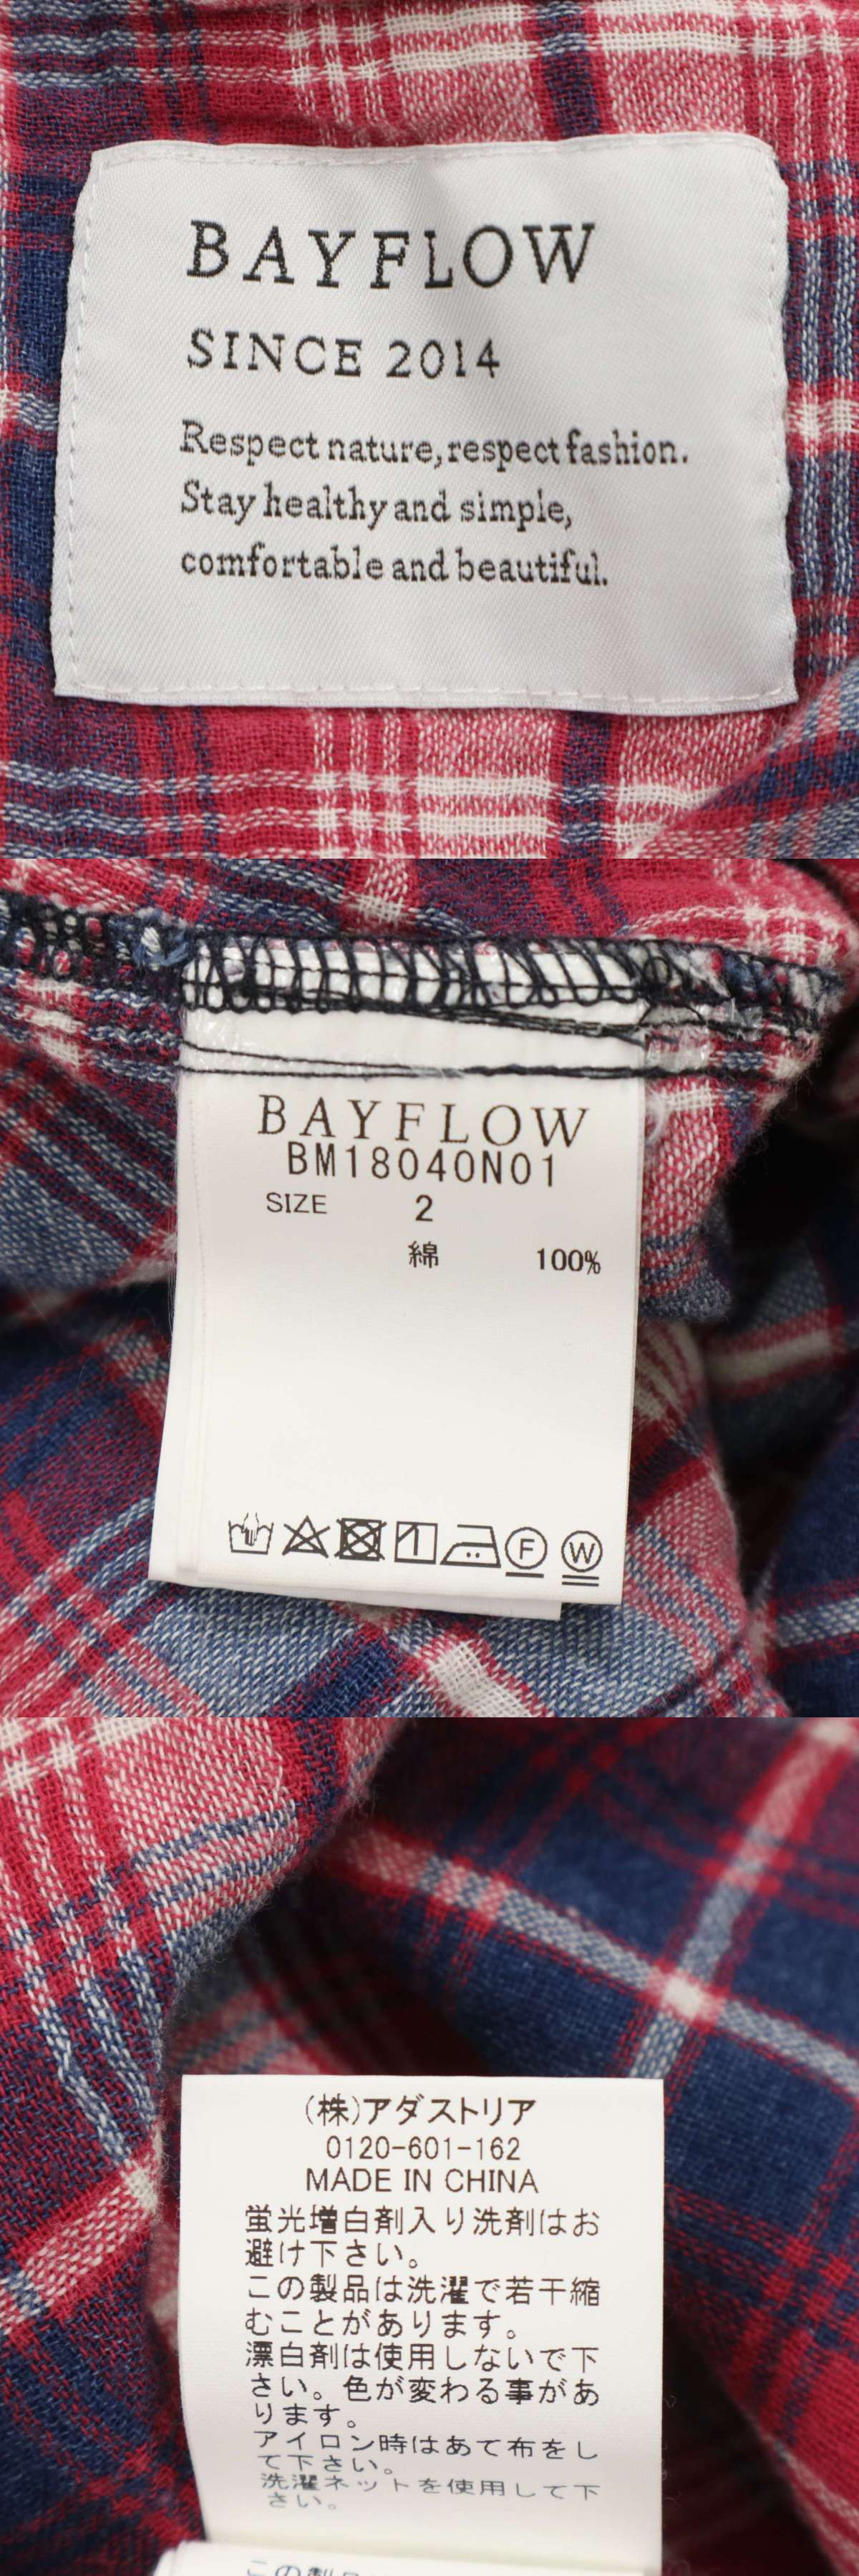 BAYFLOW
SINCE 2014
Respect nature, respect fashion.
Stay healthy and simple,
comfortable and beautiful.
BAYFLOW
BM18040N01
SIZE 2
綿 100%
F W
(株)アダストリア
0120-601-162
MADE IN CHINA
蛍光増白剤入り洗剤はお
避け下さい。
この製品は洗濯で若干縮
むことがあります。
漂白剤は使用しないで下
さい。色が変わる事があ
ります。
アイロン時はあて布をし
て下さい。
洗濯ネットを使用して下
さい。